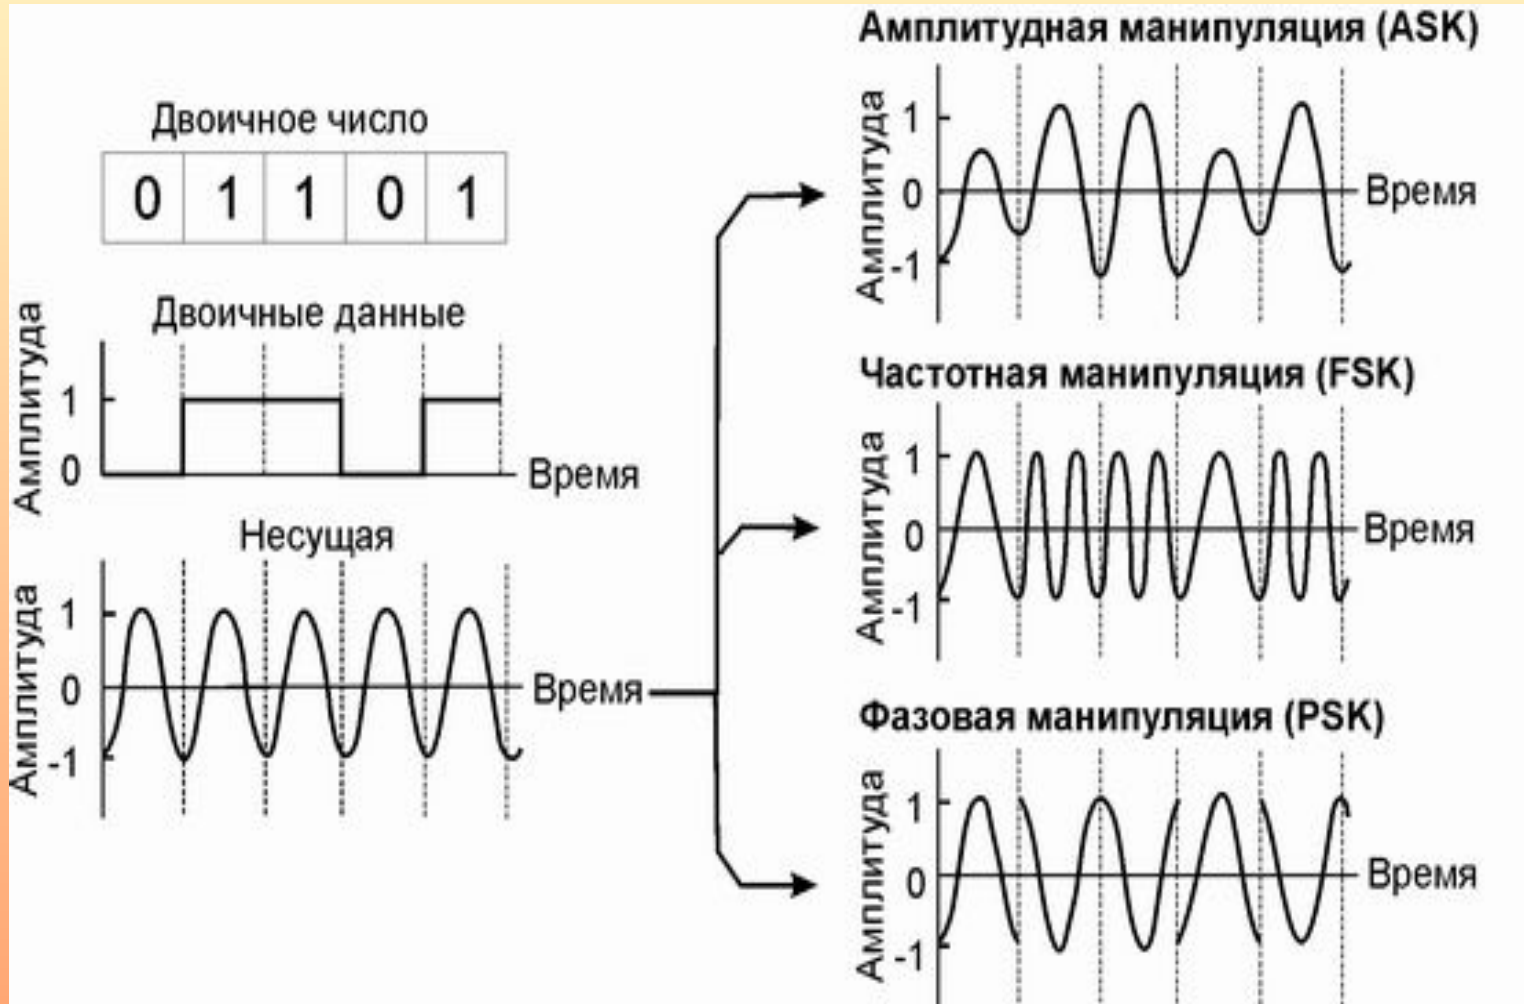 Двоичное число
0 1 1 0 1
Двоичные данные
Амплитуда
1
0
Время
Несущая
Амплитуда
1
0
-1
Время
Амплитудная манипуляция (ASK)
Амплитуда
1
0
-1
Время
Частотная манипуляция (FSK)
Амплитуда
1
0
-1
Время
Фазовая манипуляция (PSK)
Амплитуда
1
0
-1
Время